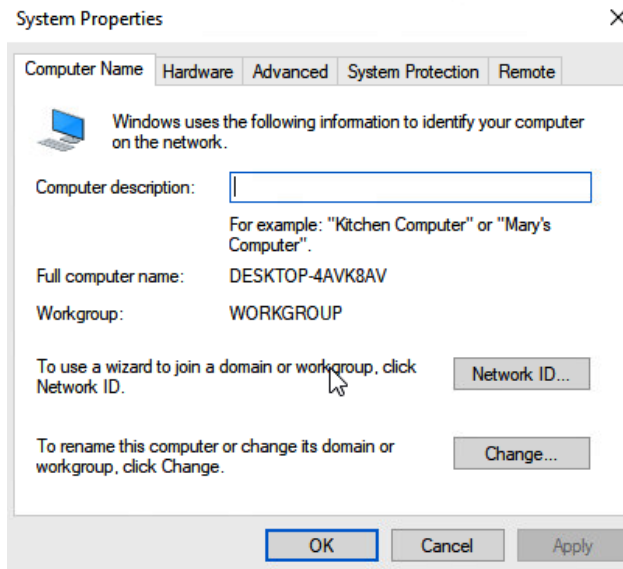 System Properties
Computer Name
Hardware
Advanced
System Protection
Remote
Windows uses the following information to identify your computer
on the network.
Computer description:
For example: "Kitchen Computer" or "Mary's
Computer".
Full computer name:
DESKTOP-4AVK8AV
Workgroup:
WORKGROUP
To use a wizard to join a domain or workgroup, click
Network ID.
Network ID...
To rename this computer or change its domain or
workgroup, click Change.
Change...
OK
Cancel
Apply